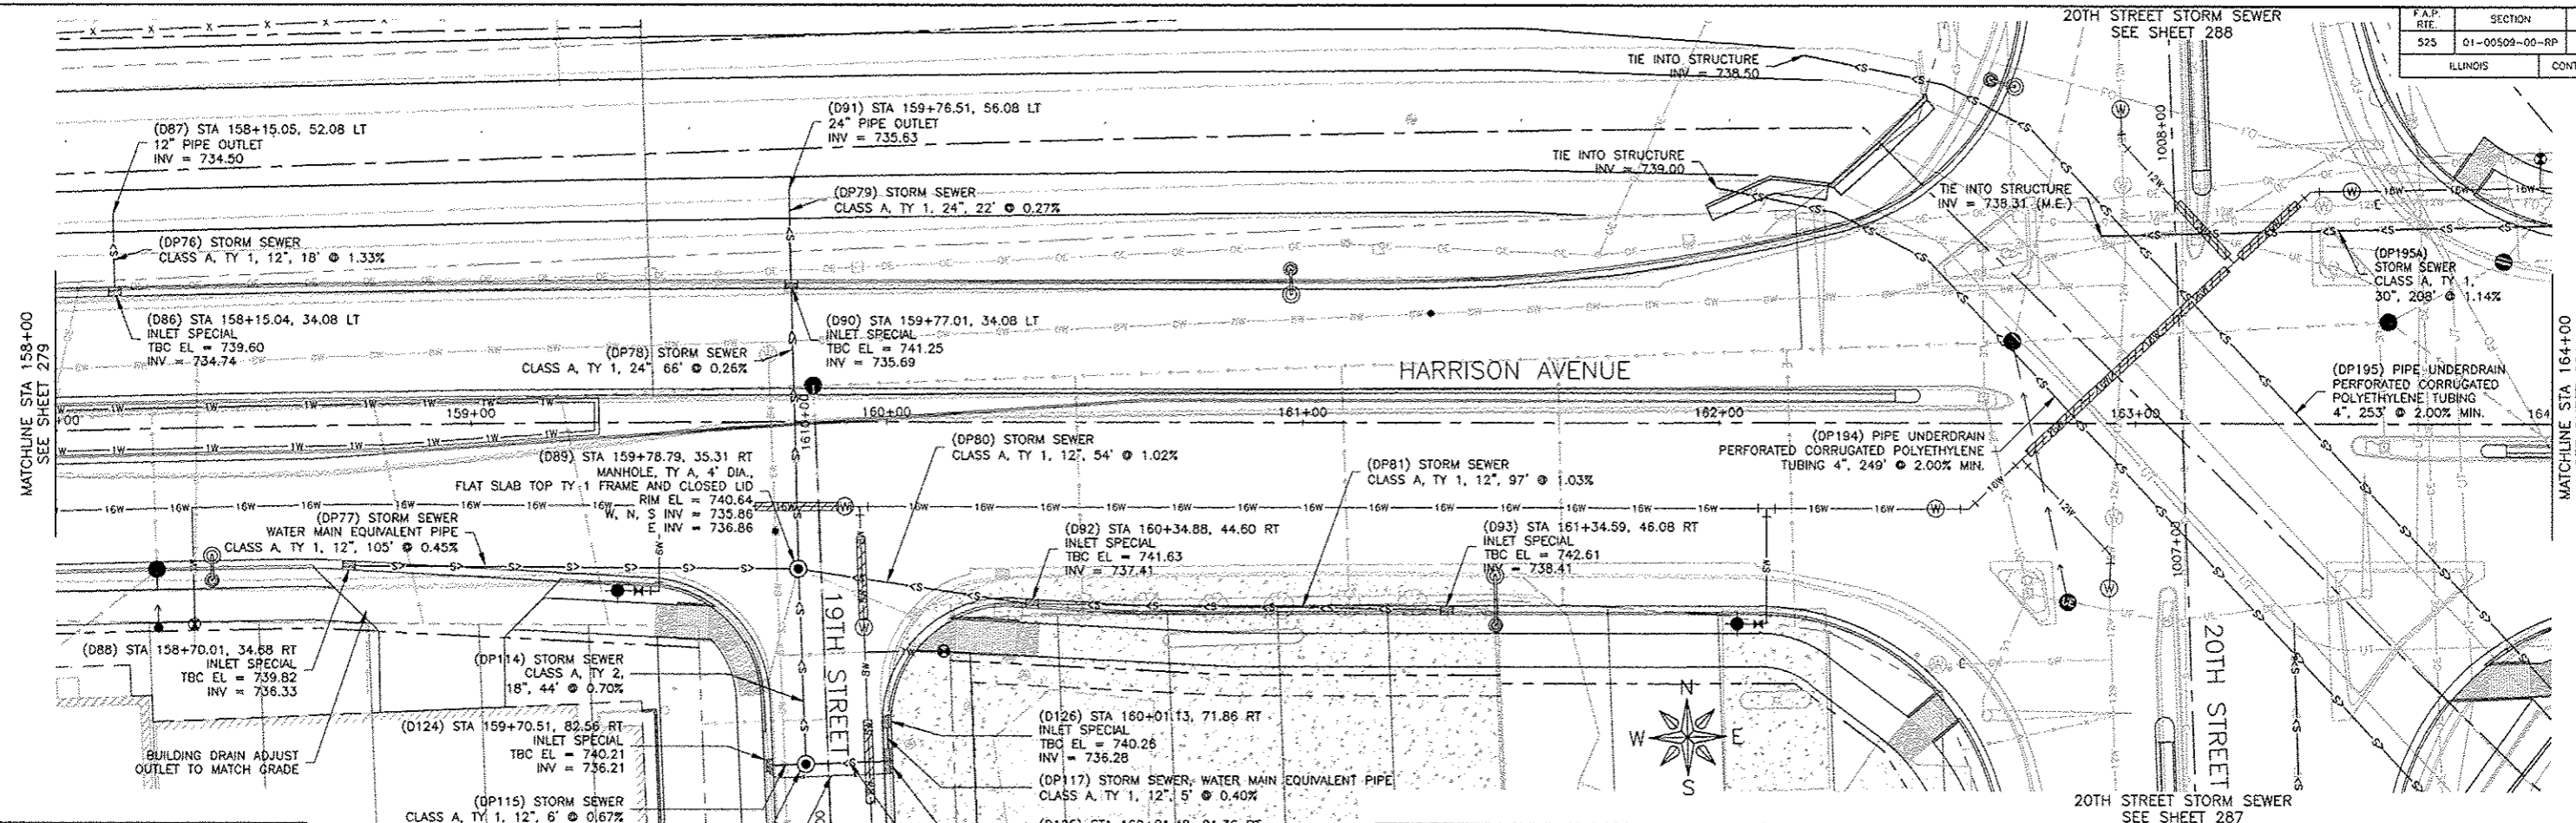 20TH STREET STORM SEWER
SEE SHEET 288
F.A.P. RTE.
SECTION
525
01-00509-00-RP
ILLINOIS
CONT
TIE INTO STRUCTURE
INV = 738.50
(D87) STA 158+15.05, 52.08 LT
12" PIPE OUTLET
INV = 734.50
(D91) STA 159+76.51, 56.08 LT
24" PIPE OUTLET
INV = 735.63
TIE INTO STRUCTURE
INV = 739.00
(DP79) STORM SEWER
CLASS A, TY 1, 24", 22' @ 0.27%
TIE INTO STRUCTURE
INV = 738.31 (M.E.)
1008+00
(DP76) STORM SEWER
CLASS A, TY 1, 12", 18' @ 1.33%
(DP195A)
STORM SEWER
CLASS A, TY 1,
30", 208' @ 1.14%
(D86) STA 158+15.04, 34.08 LT
INLET SPECIAL
TBC EL = 739.60
INV = 734.74
(D90) STA 159+77.01, 34.08 LT
INLET SPECIAL
TBC EL = 741.25
INV = 735.69
(DP78) STORM SEWER
CLASS A, TY 1, 24", 66' @ 0.26%
MATCHLINE STA 158+00
SEE SHEET 279
HARRISON AVENUE
MATCHLINE STA 164+00
(DP195) PIPE UNDERDRAIN
PERFORATED CORRUGATED
POLYETHYLENE TUBING
4", 253' @ 2.00% MIN.
+00
159+00
160+00
161+00
162+00
163+00
164
1610+00
(DP80) STORM SEWER
CLASS A, TY 1, 12", 54' @ 1.02%
(DP194) PIPE UNDERDRAIN
PERFORATED CORRUGATED POLYETHYLENE
TUBING 4", 249' @ 2.00% MIN.
(D89) STA 159+78.79, 35.31 RT
MANHOLE, TY A, 4' DIA.,
FLAT SLAB TOP TY 1 FRAME AND CLOSED LID
RIM EL = 740.64
W, N, S INV = 735.86
E INV = 736.86
(DP81) STORM SEWER
CLASS A, TY 1, 12", 97' @ 1.03%
(DP77) STORM SEWER
WATER MAIN EQUIVALENT PIPE
CLASS A, TY 1, 12", 105' @ 0.45%
(D92) STA 160+34.88, 44.60 RT
INLET SPECIAL
TBC EL = 741.63
INV = 737.41
(D93) STA 161+34.59, 46.08 RT
INLET SPECIAL
TBC EL = 742.61
INV = 738.41
1007+00
(D88) STA 158+70.01, 34.68 RT
INLET SPECIAL
TBC EL = 739.82
INV = 736.33
19TH STREET
20TH STREET
(DP114) STORM SEWER
CLASS A, TY 2,
18", 44' @ 0.70%
(D124) STA 159+70.51, 82.56 RT
INLET SPECIAL
TBC EL = 740.21
INV = 736.21
(D126) STA 160+01.13, 71.86 RT
INLET SPECIAL
TBC EL = 740.26
INV = 736.28
N
W
E
S
BUILDING DRAIN ADJUST
OUTLET TO MATCH GRADE
(DP117) STORM SEWER, WATER MAIN EQUIVALENT PIPE
CLASS A, TY 1, 12", 5' @ 0.40%
(DP115) STORM SEWER
CLASS A, TY 1, 12", 6' @ 0.67%
20TH STREET STORM SEWER
SEE SHEET 287